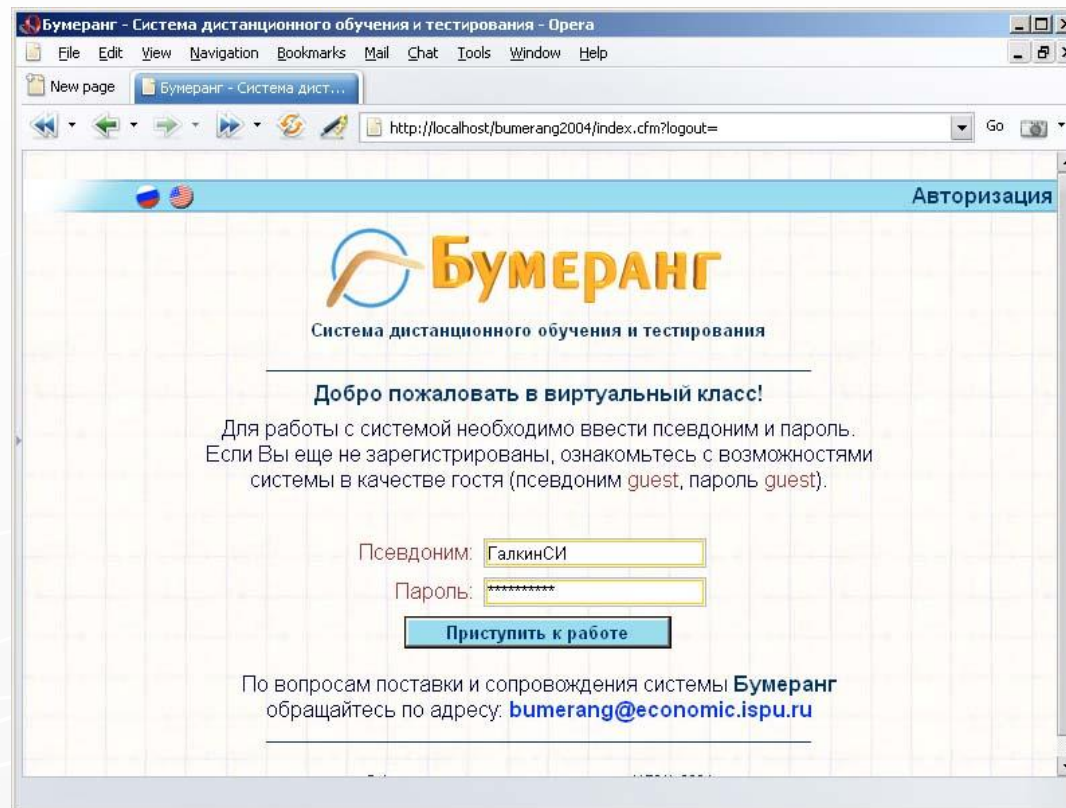 Бумеранг - Система дистанционного обучения и тестирования - Opera
File Edit View Navigation Bookmarks Mail Chat Tools Window Help
New page Бумеранг - Система дист...
http://localhost/bumerang2004/index.cfm?logout= Go
Авторизация
Бумеранг
Система дистанционного обучения и тестирования
Добро пожаловать в виртуальный класс!
Для работы с системой необходимо ввести псевдоним и пароль.
Если Вы еще не зарегистрированы, ознакомьтесь с возможностями
системы в качестве гостя (псевдоним guest, пароль guest).
Псевдоним: ГалкинСИ
Пароль: **********
Приступить к работе
По вопросам поставки и сопровождения системы Бумеранг
обращайтесь по адресу: bumerang@economic.ispu.ru